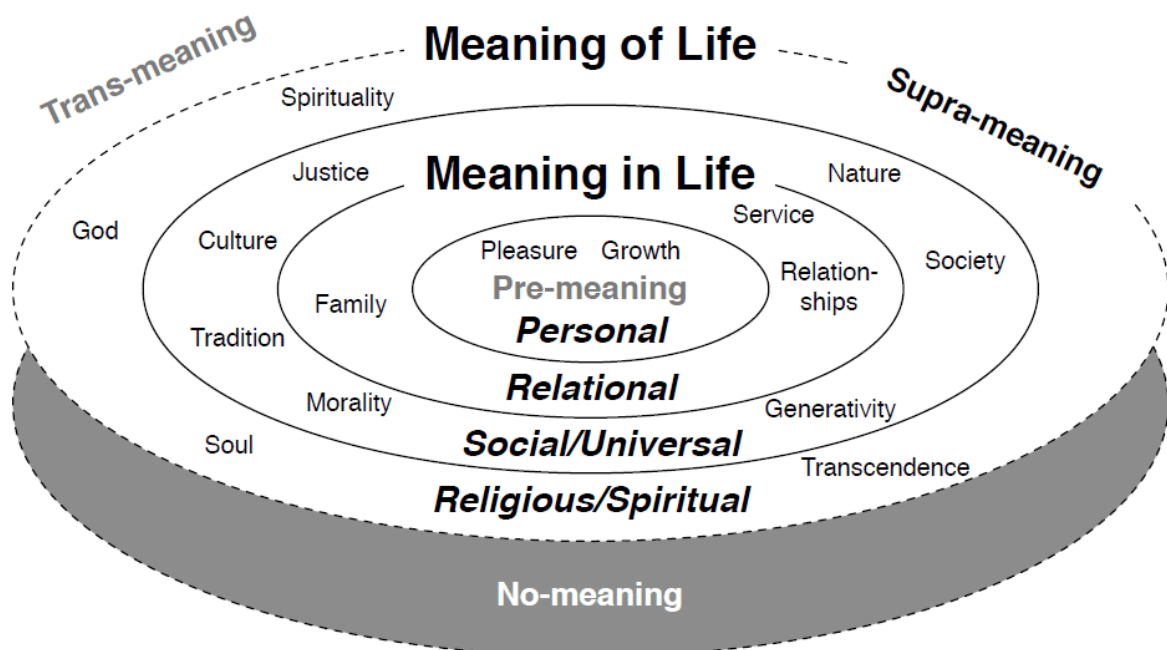 Meaning of Life
Trans-meaning
Supra-meaning
Spirituality
Justice
Meaning in Life
Nature
God
Culture
Service
Society
Pleasure Growth
Pre-meaning
Relation-
ships
Family
Personal
Tradition
Relational
Morality
Generativity
Soul
Social/Universal
Transcendence
Religious/Spiritual
No-meaning